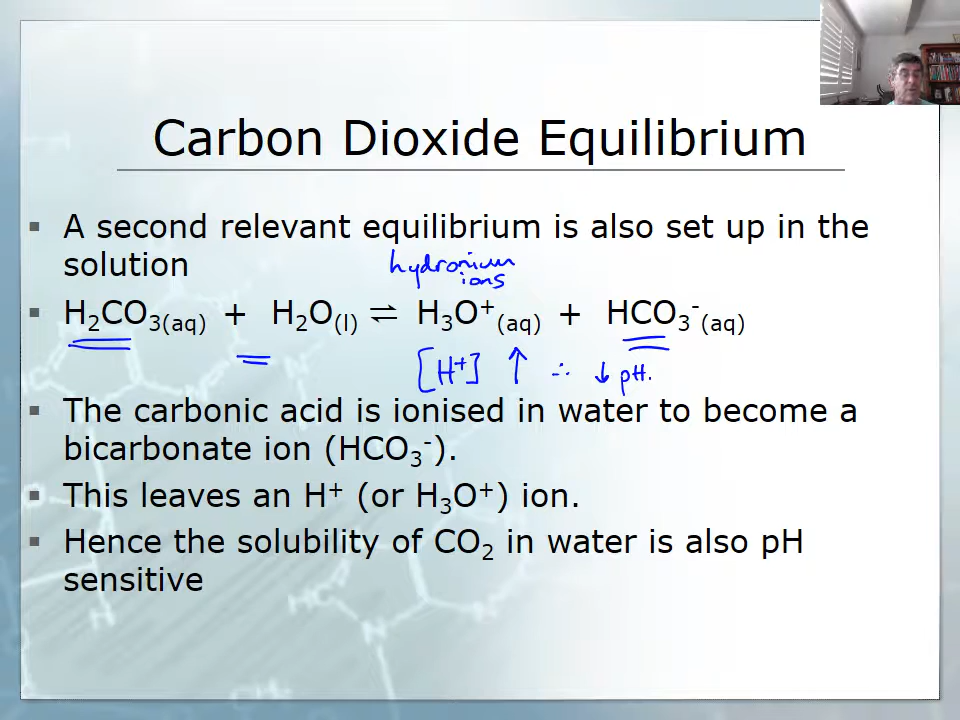 Carbon Dioxide Equilibrium
▪ A second relevant equilibrium is also set up in the
solution
hydronium
ions
▪ H₂CO₃(aq) + H₂O(l) ⇌ H₃O⁺(aq) + HCO₃⁻(aq)
[H⁺] ↑ ∴ ↓ pH.
▪ The carbonic acid is ionised in water to become a
bicarbonate ion (HCO₃⁻).
▪ This leaves an H⁺ (or H₃O⁺) ion.
▪ Hence the solubility of CO₂ in water is also pH
sensitive